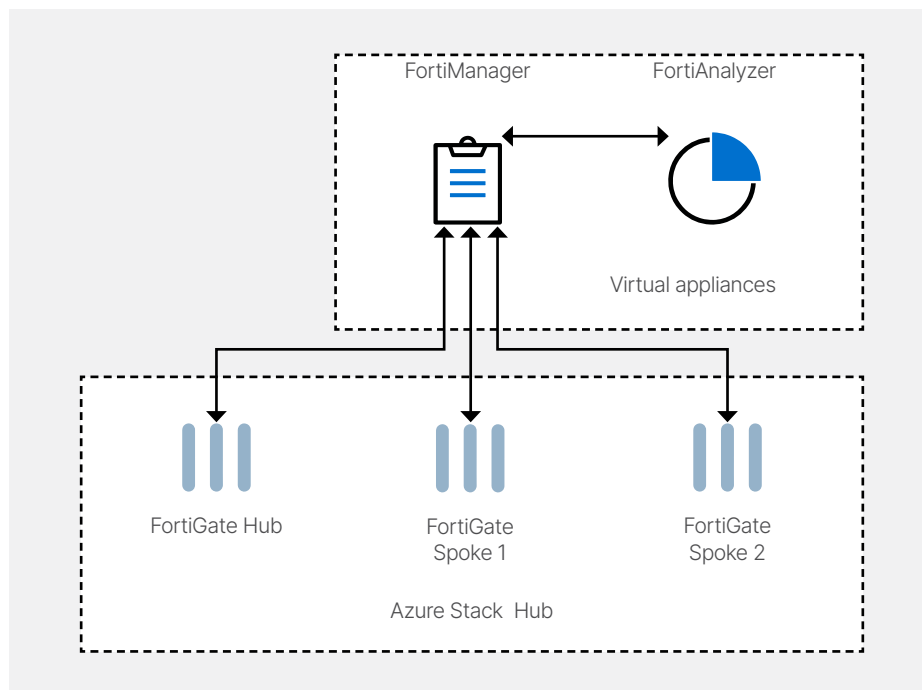 FortiManager
FortiAnalyzer
Virtual appliances
FortiGate Hub
FortiGate
Spoke 1
FortiGate
Spoke 2
Azure Stack Hub